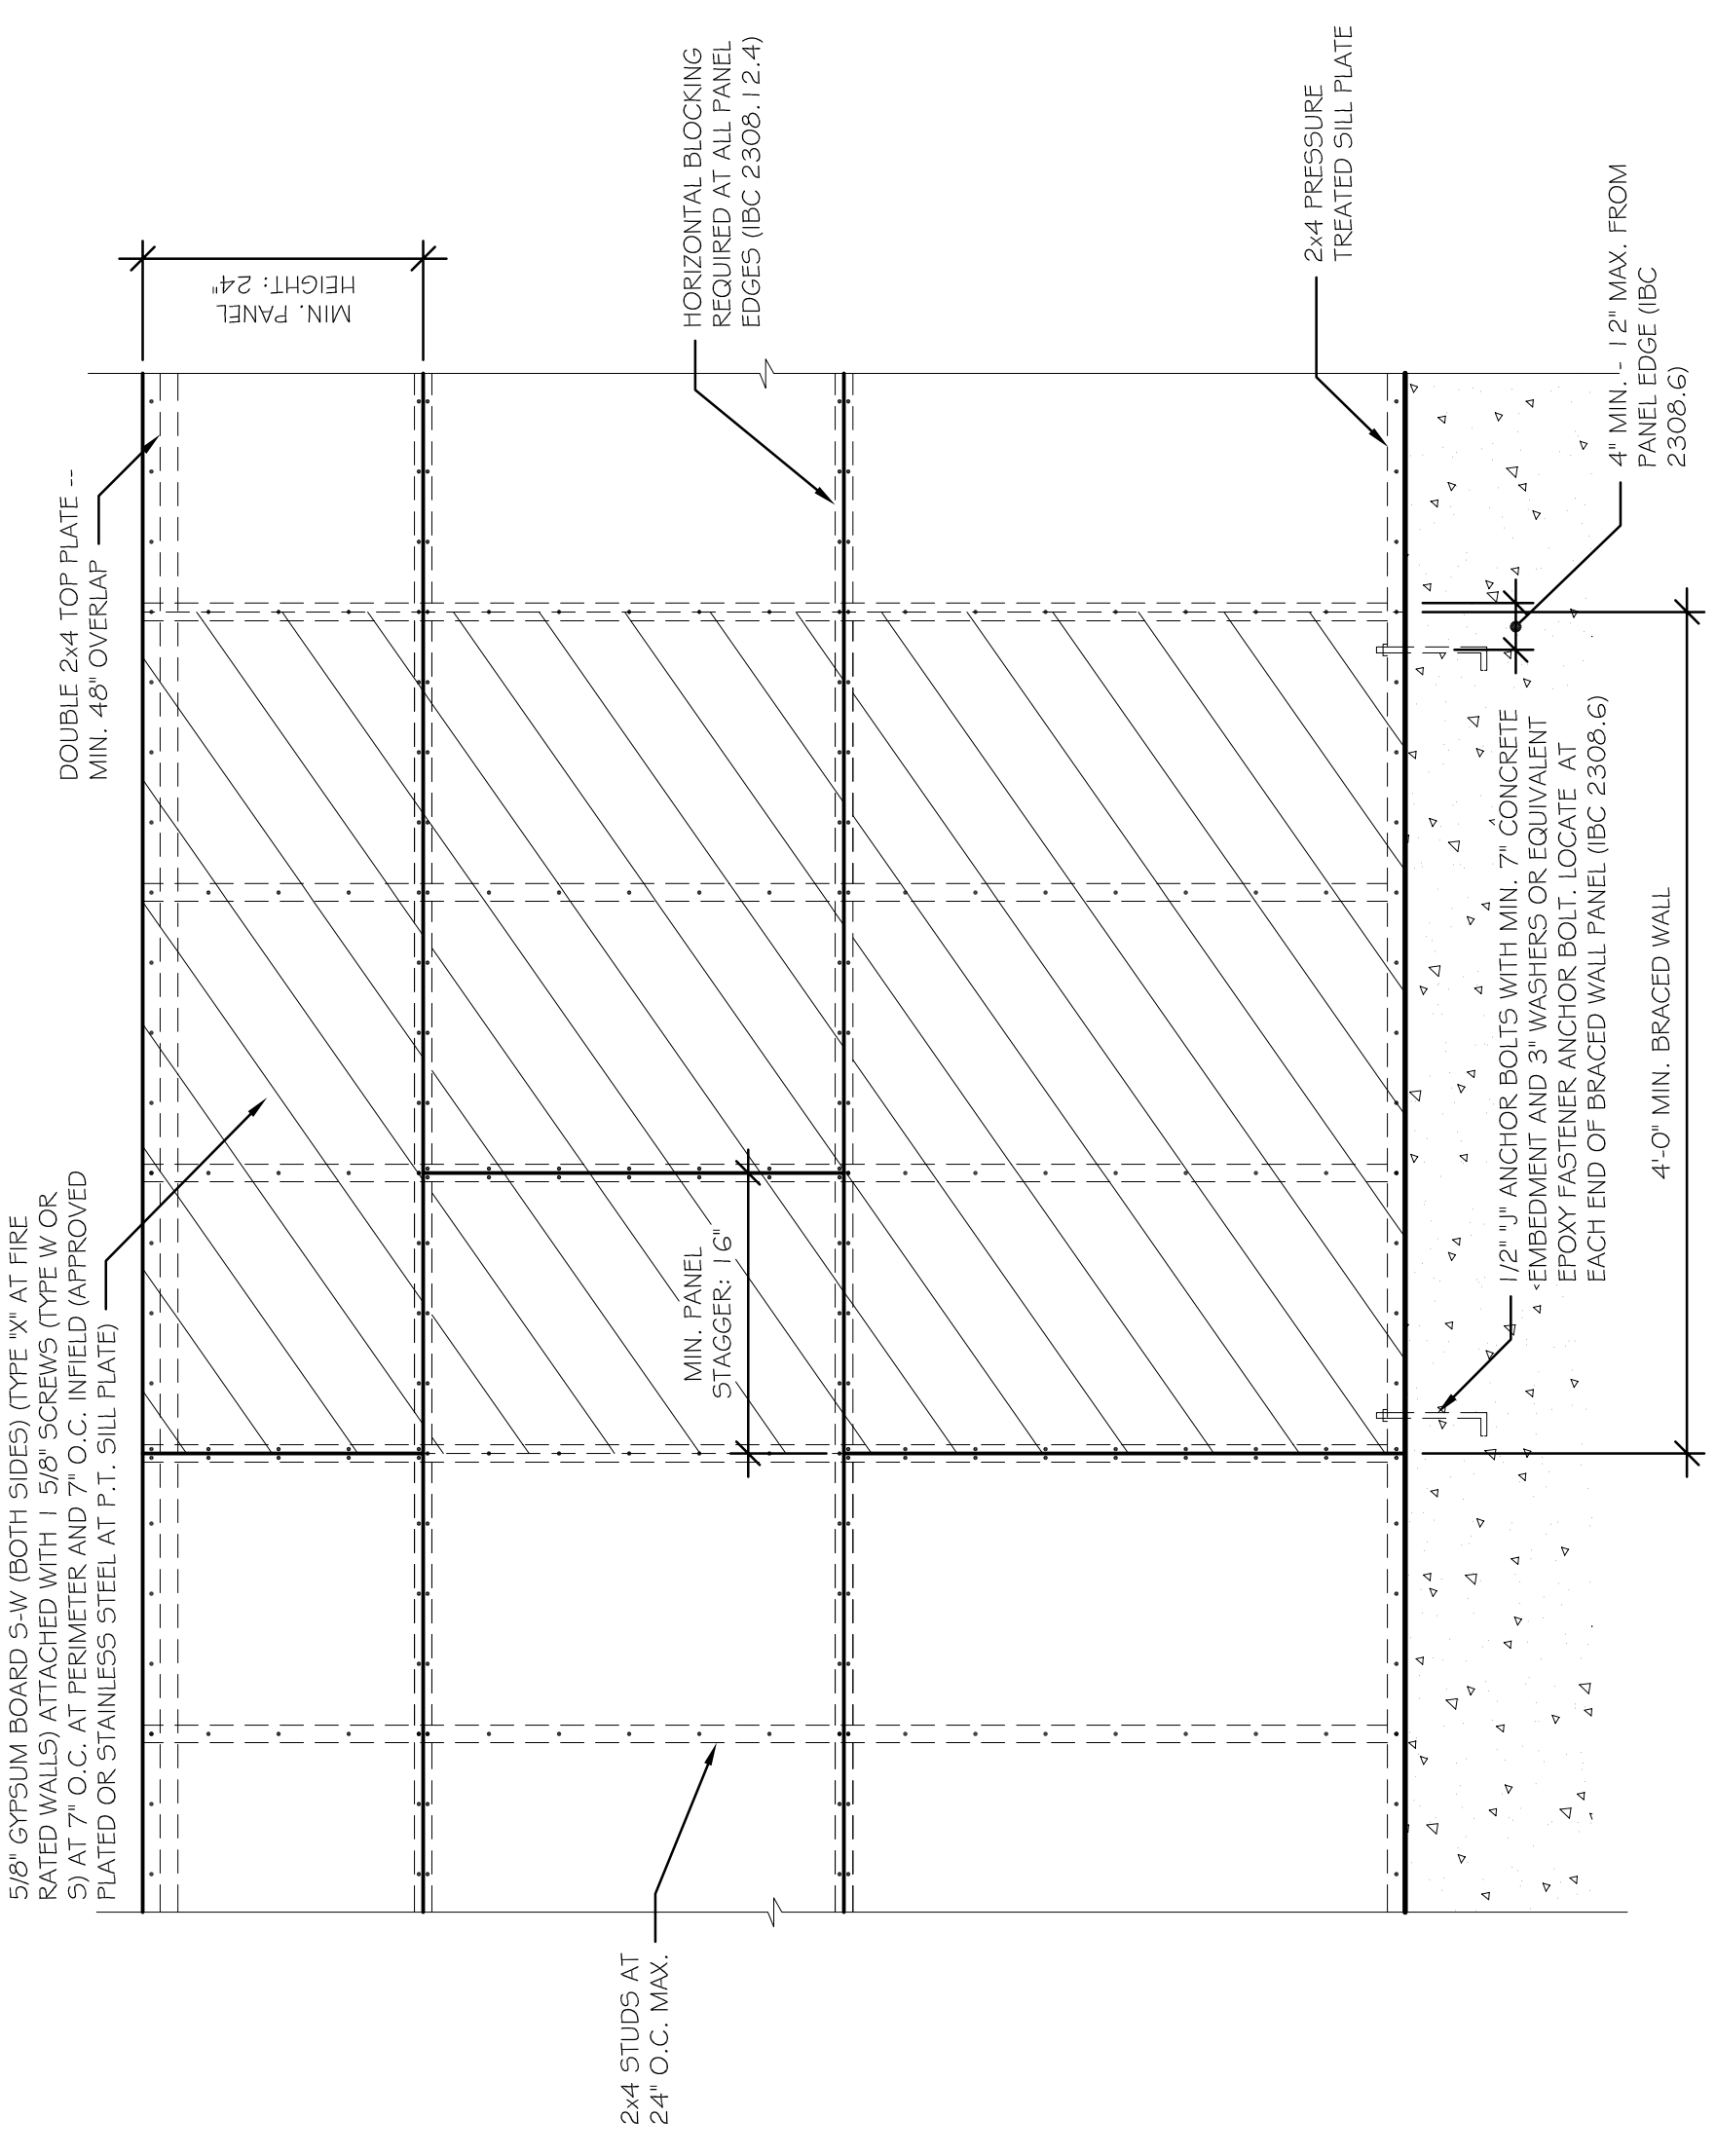 5/8" GYPSUM BOARD S-W (BOTH SIDES) (TYPE "X" AT FIRE
RATED WALLS) ATTACHED WITH 1 5/8" SCREWS (TYPE W OR
S) AT 7" O.C. AT PERIMETER AND 7" O.C. INFIELD (APPROVED
PLATED OR STAINLESS STEEL AT P.T. SILL PLATE)
DOUBLE 2x4 TOP PLATE --
MIN. 48" OVERLAP
MIN. PANEL
HEIGHT: 24"
HORIZONTAL BLOCKING
REQUIRED AT ALL PANEL
EDGES (IBC 2308.12.4)
2x4 STUDS AT
24" O.C. MAX.
MIN. PANEL
STAGGER: 16"
2x4 PRESSURE
TREATED SILL PLATE
1/2" "J" ANCHOR BOLTS WITH MIN. 7" CONCRETE
EMBEDMENT AND 3" WASHERS OR EQUIVALENT
EPOXY FASTENER ANCHOR BOLT. LOCATE AT
EACH END OF BRACED WALL PANEL (IBC 2308.6)
4" MIN. - 12" MAX. FROM
PANEL EDGE (IBC
2308.6)
4'-0" MIN. BRACED WALL